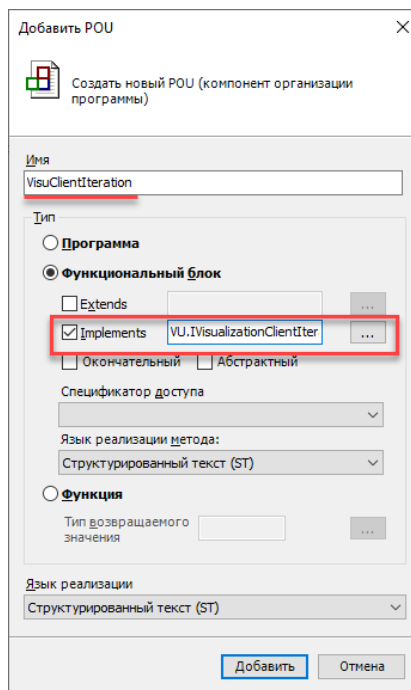 Добавить POU
Создать новый POU (компонент организации
программы)
Имя
VisuClientIteration
Тип
Программа
Функциональный блок
Extends
...
Implements
VU.IVisualizationClientIter
...
Окончательный
Абстрактный
Спецификатор доступа
Язык реализации метода:
Структурированный текст (ST)
Функция
Тип возвращаемого
значения
...
Язык реализации
Структурированный текст (ST)
Добавить
Отмена